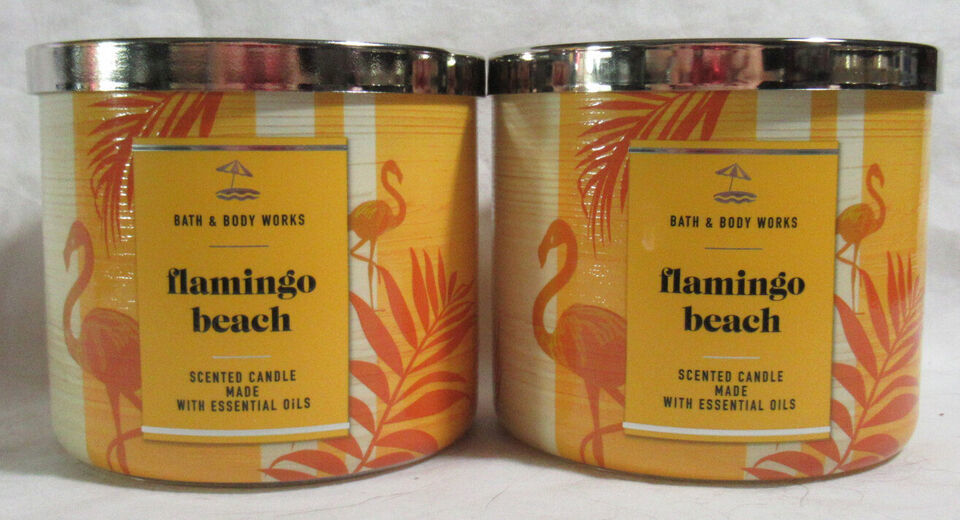 BATH & BODY WORKS
flamingo
beach
SCENTED CANDLE
MADE
WITH ESSENTIAL OiLS
BATH & BODY WORKS
flamingo
beach
SCENTED CANDLE
MADE
WITH ESSENTIAL OILS